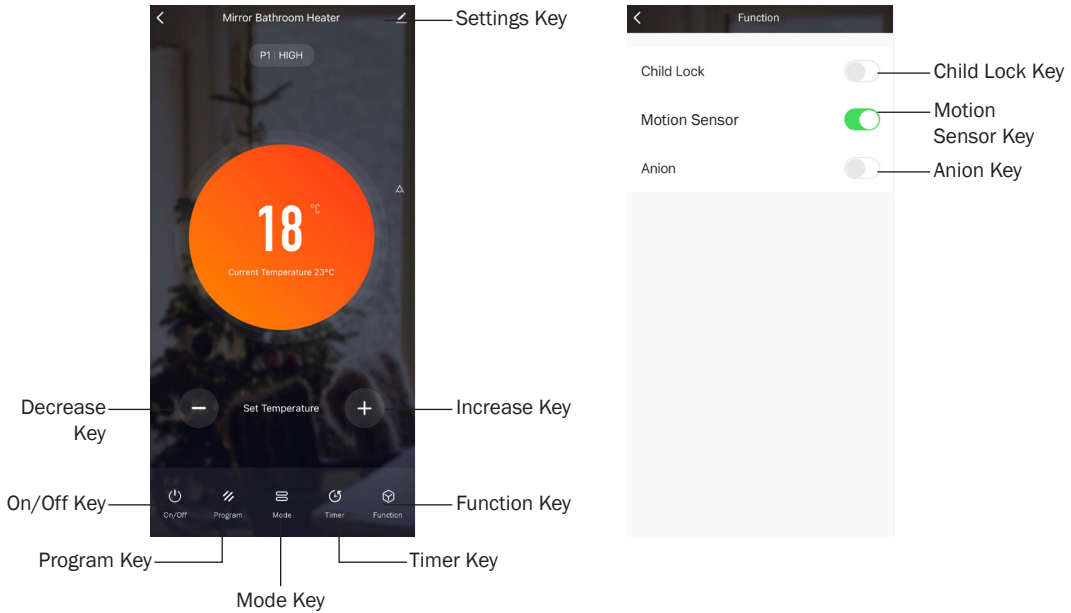 Mirror Bathroom Heater
Settings Key
P1 | HIGH
18 °C
Current Temperature 23°C
Decrease
Key
Set Temperature
Increase Key
On/Off Key
On/Off
Program
Mode
Timer
Function
Function Key
Program Key
Timer Key
Mode Key
Function
Child Lock
Child Lock Key
Motion Sensor
Motion
Sensor Key
Anion
Anion Key